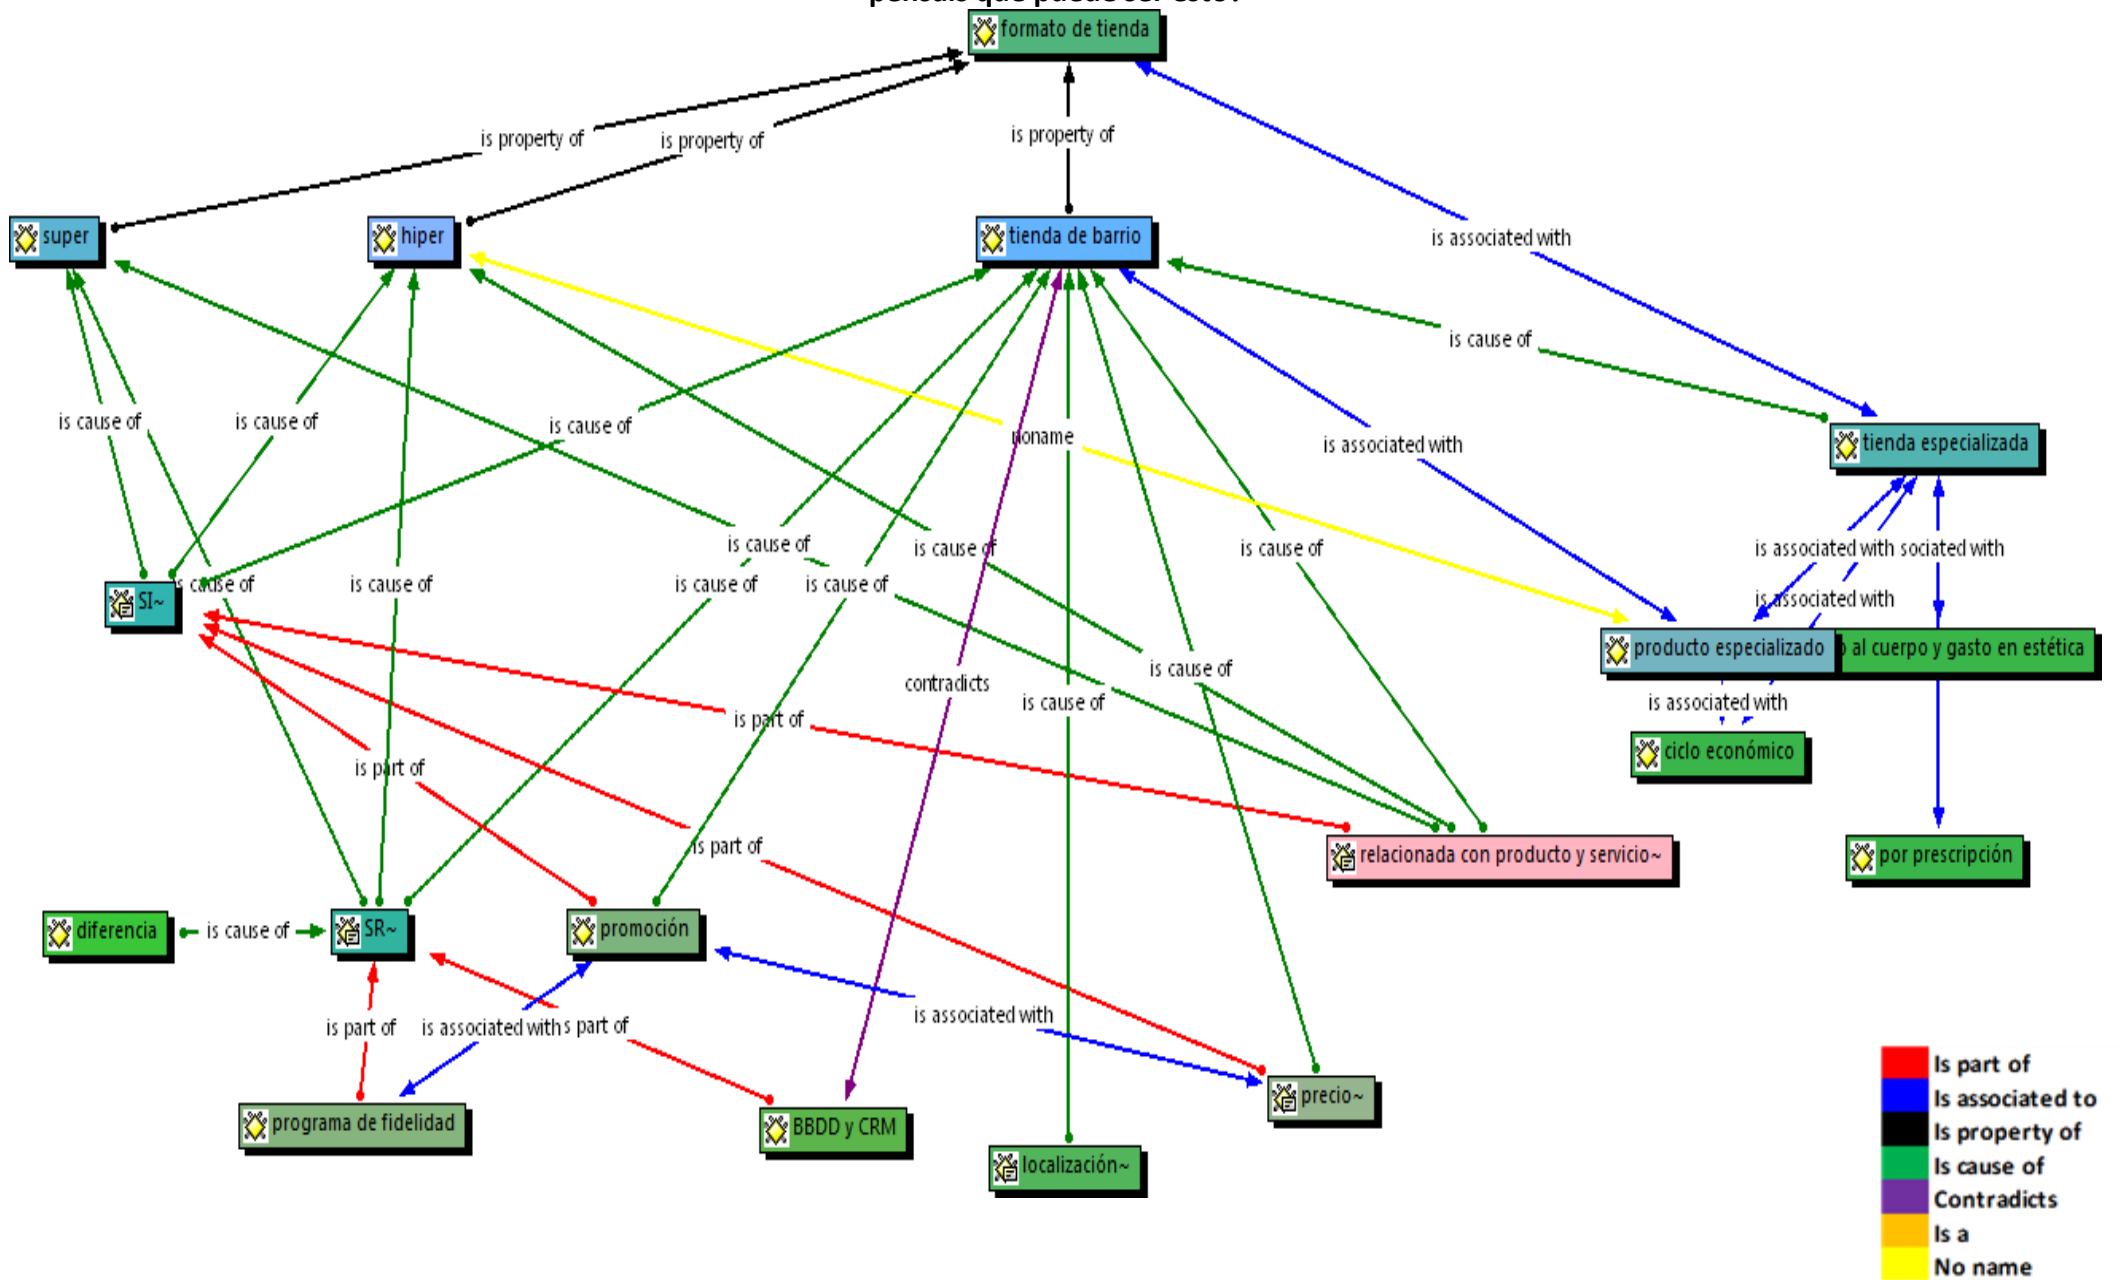 pensáis que puede ser esto?
formato de tienda
is property of
is property of
is property of
super
hiper
tienda de barrio
is associated with
is cause of
is cause of
is cause of
is cause of
noname
is associated with
tienda especializada
is cause of
is cause of
is cause of
is associated with
sociated with
SI~
s cause of
is cause of
is cause of
is cause of
is associated with
producto especializado
o al cuerpo y gasto en estética
is cause of
contradicts
is cause of
is part of
is associated with
ciclo económico
is part of
is part of
relacionada con producto y servicio~
por prescripción
diferencia
is cause of
SR~
promoción
is part of
is associated with
s part of
is associated with
programa de fidelidad
BBDD y CRM
precio~
localización~
Is part of
Is associated to
Is property of
Is cause of
Contradicts
Is a
No name